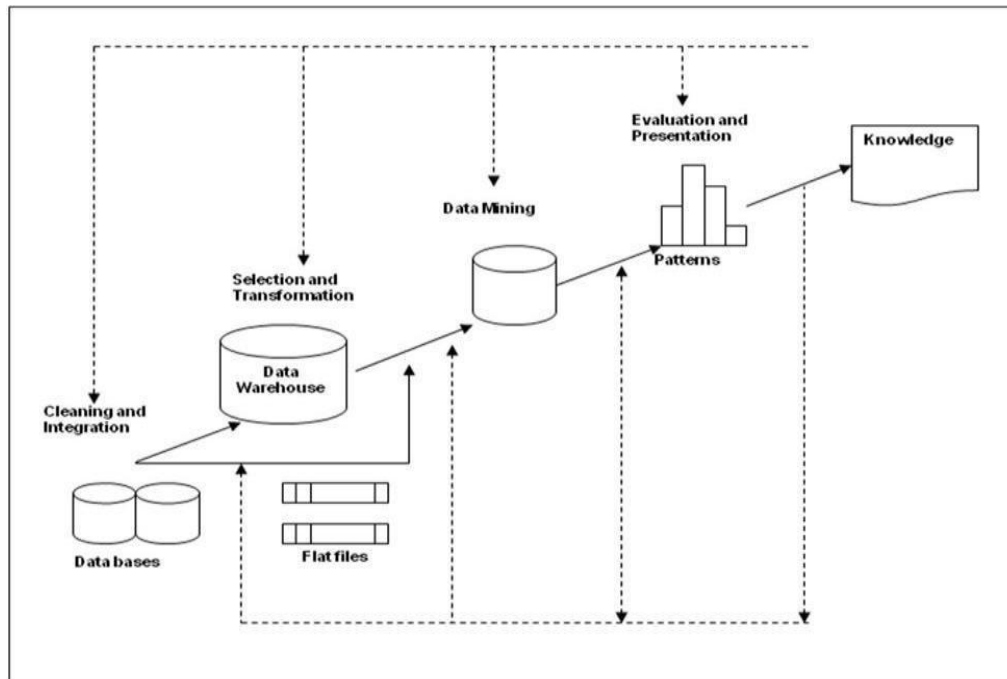 Evaluation and
Presentation
Knowledge
Data Mining
Patterns
Selection and
Transformation
Data
Warehouse
Cleaning and
Integration
Data bases
Flat files